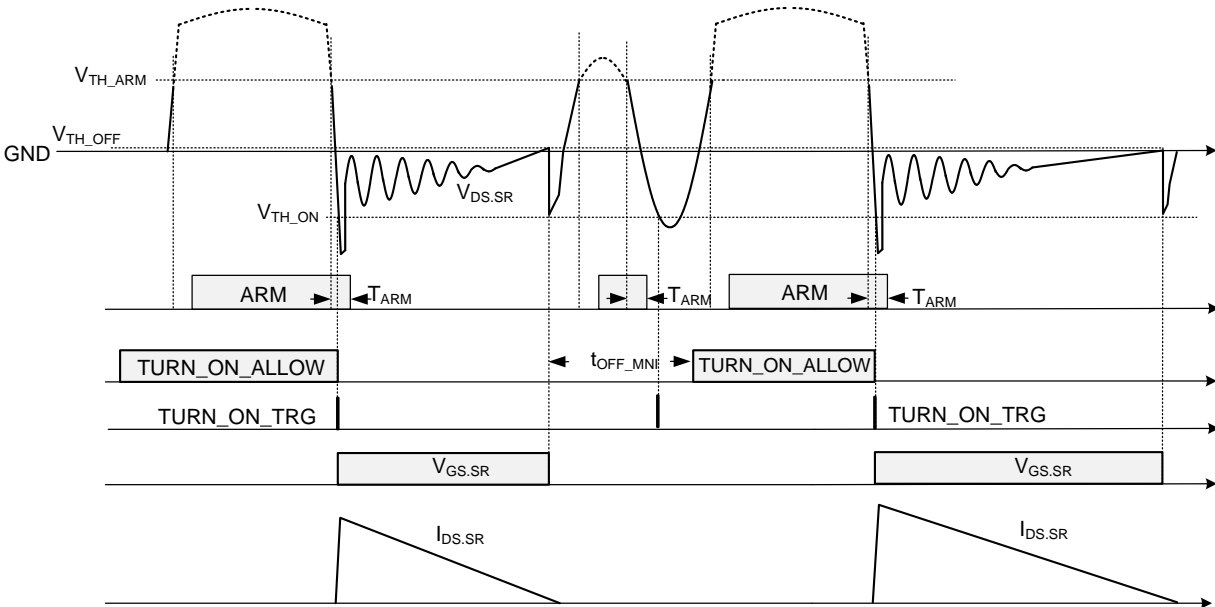 V_TH_ARM
V_TH_OFF
GND
V_DS.SR
V_TH_ON
ARM
T_ARM
T_ARM
ARM
T_ARM
TURN_ON_ALLOW
t_OFF_MNI
TURN_ON_ALLOW
TURN_ON_TRG
TURN_ON_TRG
V_GS.SR
V_GS.SR
I_DS.SR
I_DS.SR